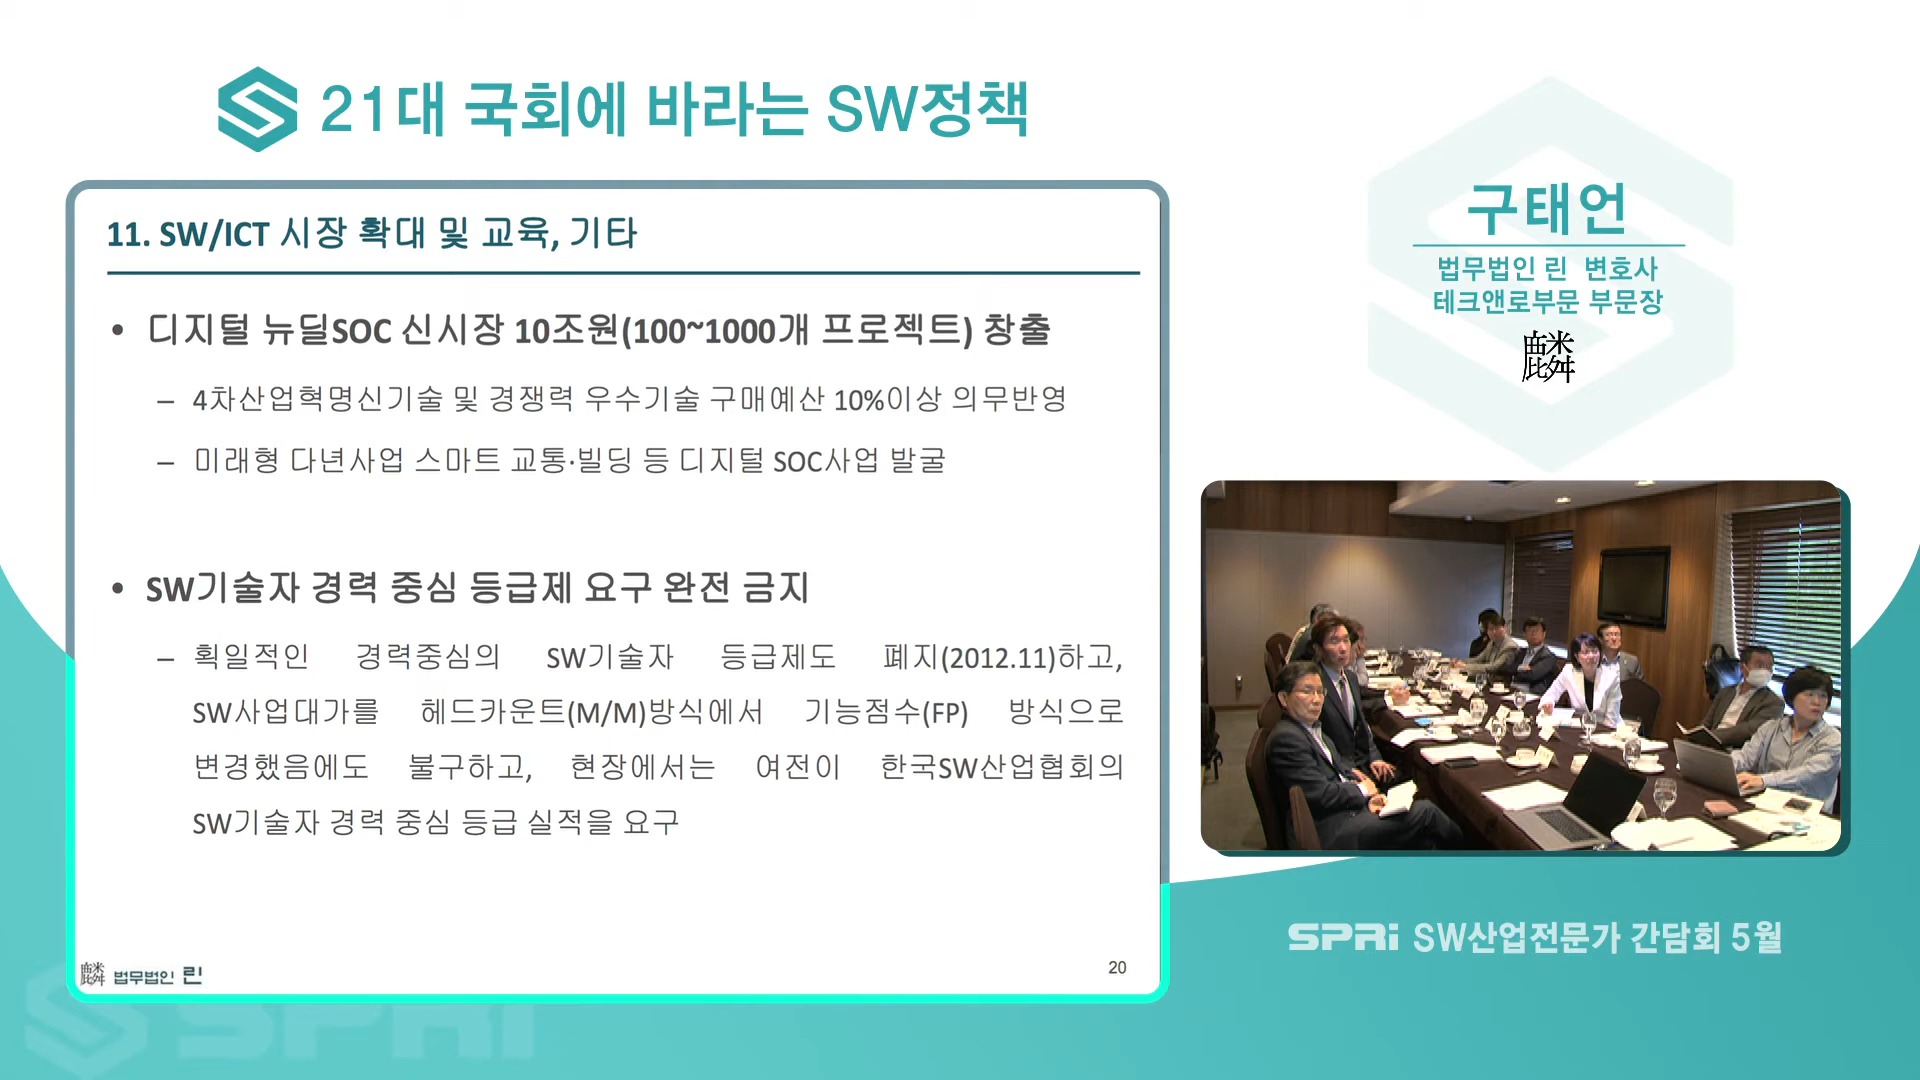 21대 국회에 바라는 SW정책
11. SW/ICT 시장 확대 및 교육, 기타
• 디지털 뉴딜SOC 신시장 10조원(100~1000개 프로젝트) 창출
– 4차산업혁명신기술 및 경쟁력 우수기술 구매예산 10%이상 의무반영
– 미래형 다년사업 스마트 교통·빌딩 등 디지털 SOC사업 발굴
• SW기술자 경력 중심 등급제 요구 완전 금지
– 획일적인 경력중심의 SW기술자 등급제도 폐지(2012.11)하고,
SW사업대가를 헤드카운트(M/M)방식에서 기능점수(FP) 방식으로
변경했음에도 불구하고, 현장에서는 여전이 한국SW산업협회의
SW기술자 경력 중심 등급 실적을 요구
麟 법무법인 린
20
구태언
법무법인 린 변호사
테크앤로부문 부문장
麟
SPRi SW산업전문가 간담회 5월
SPRi